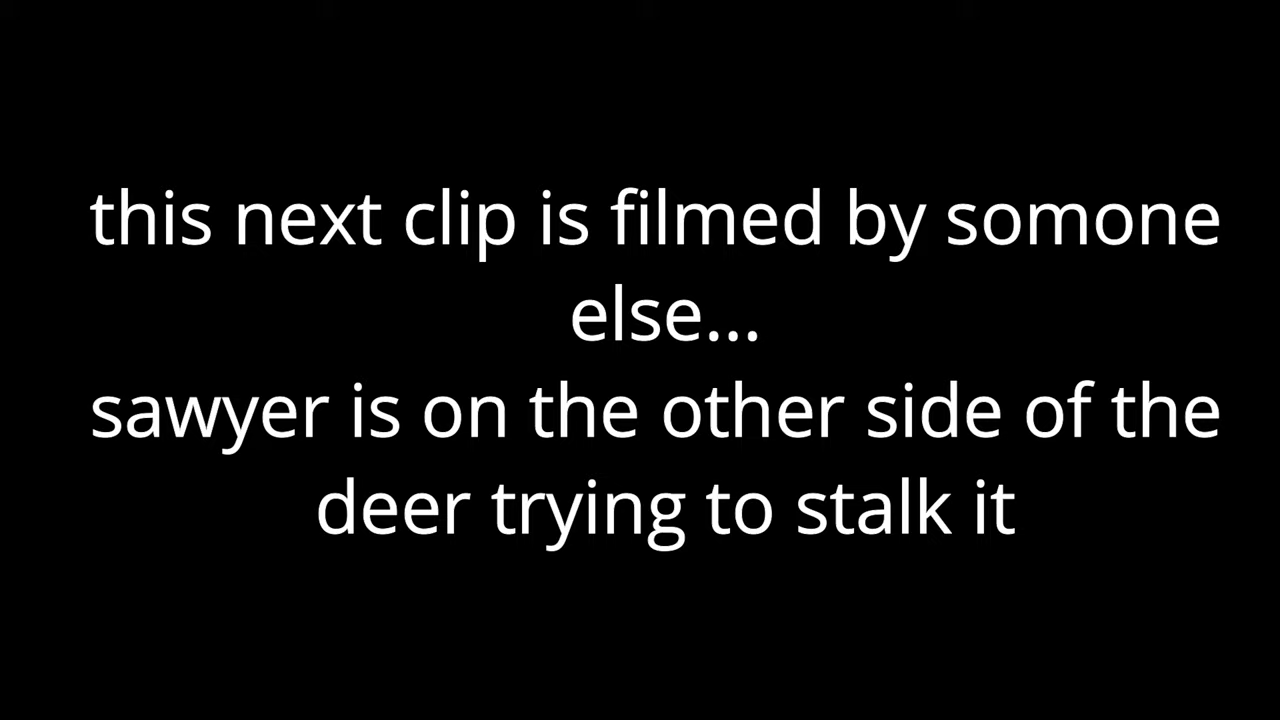 this next clip is filmed by somone
else...
sawyer is on the other side of the
deer trying to stalk it